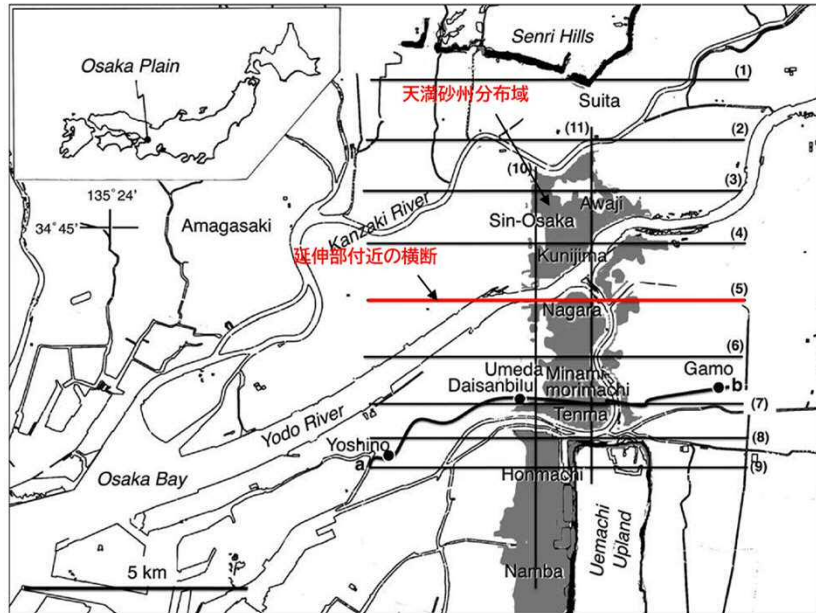 Senri Hills
Osaka Plain
(1)
天満砂州分布域
Suita
(11)
(2)
135°24'
(10)
(3)
Awaji
34°45'
Amagasaki
Kanzaki River
Sin-Osaka
(4)
延伸部付近の横断
Kunijima
(5)
Nagara
(6)
Umeda
Gamo
Daisanbilu
Minami-
morimachi
b
(7)
Tenma
Yodo River
Yoshino
(8)
a
(9)
Osaka Bay
Honmachi
Uemachi
Upland
5 km
Namba